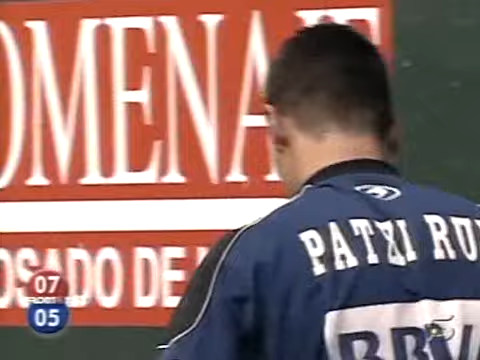 OMENA
OSADO DE
07
05
PATXI RU
BBV